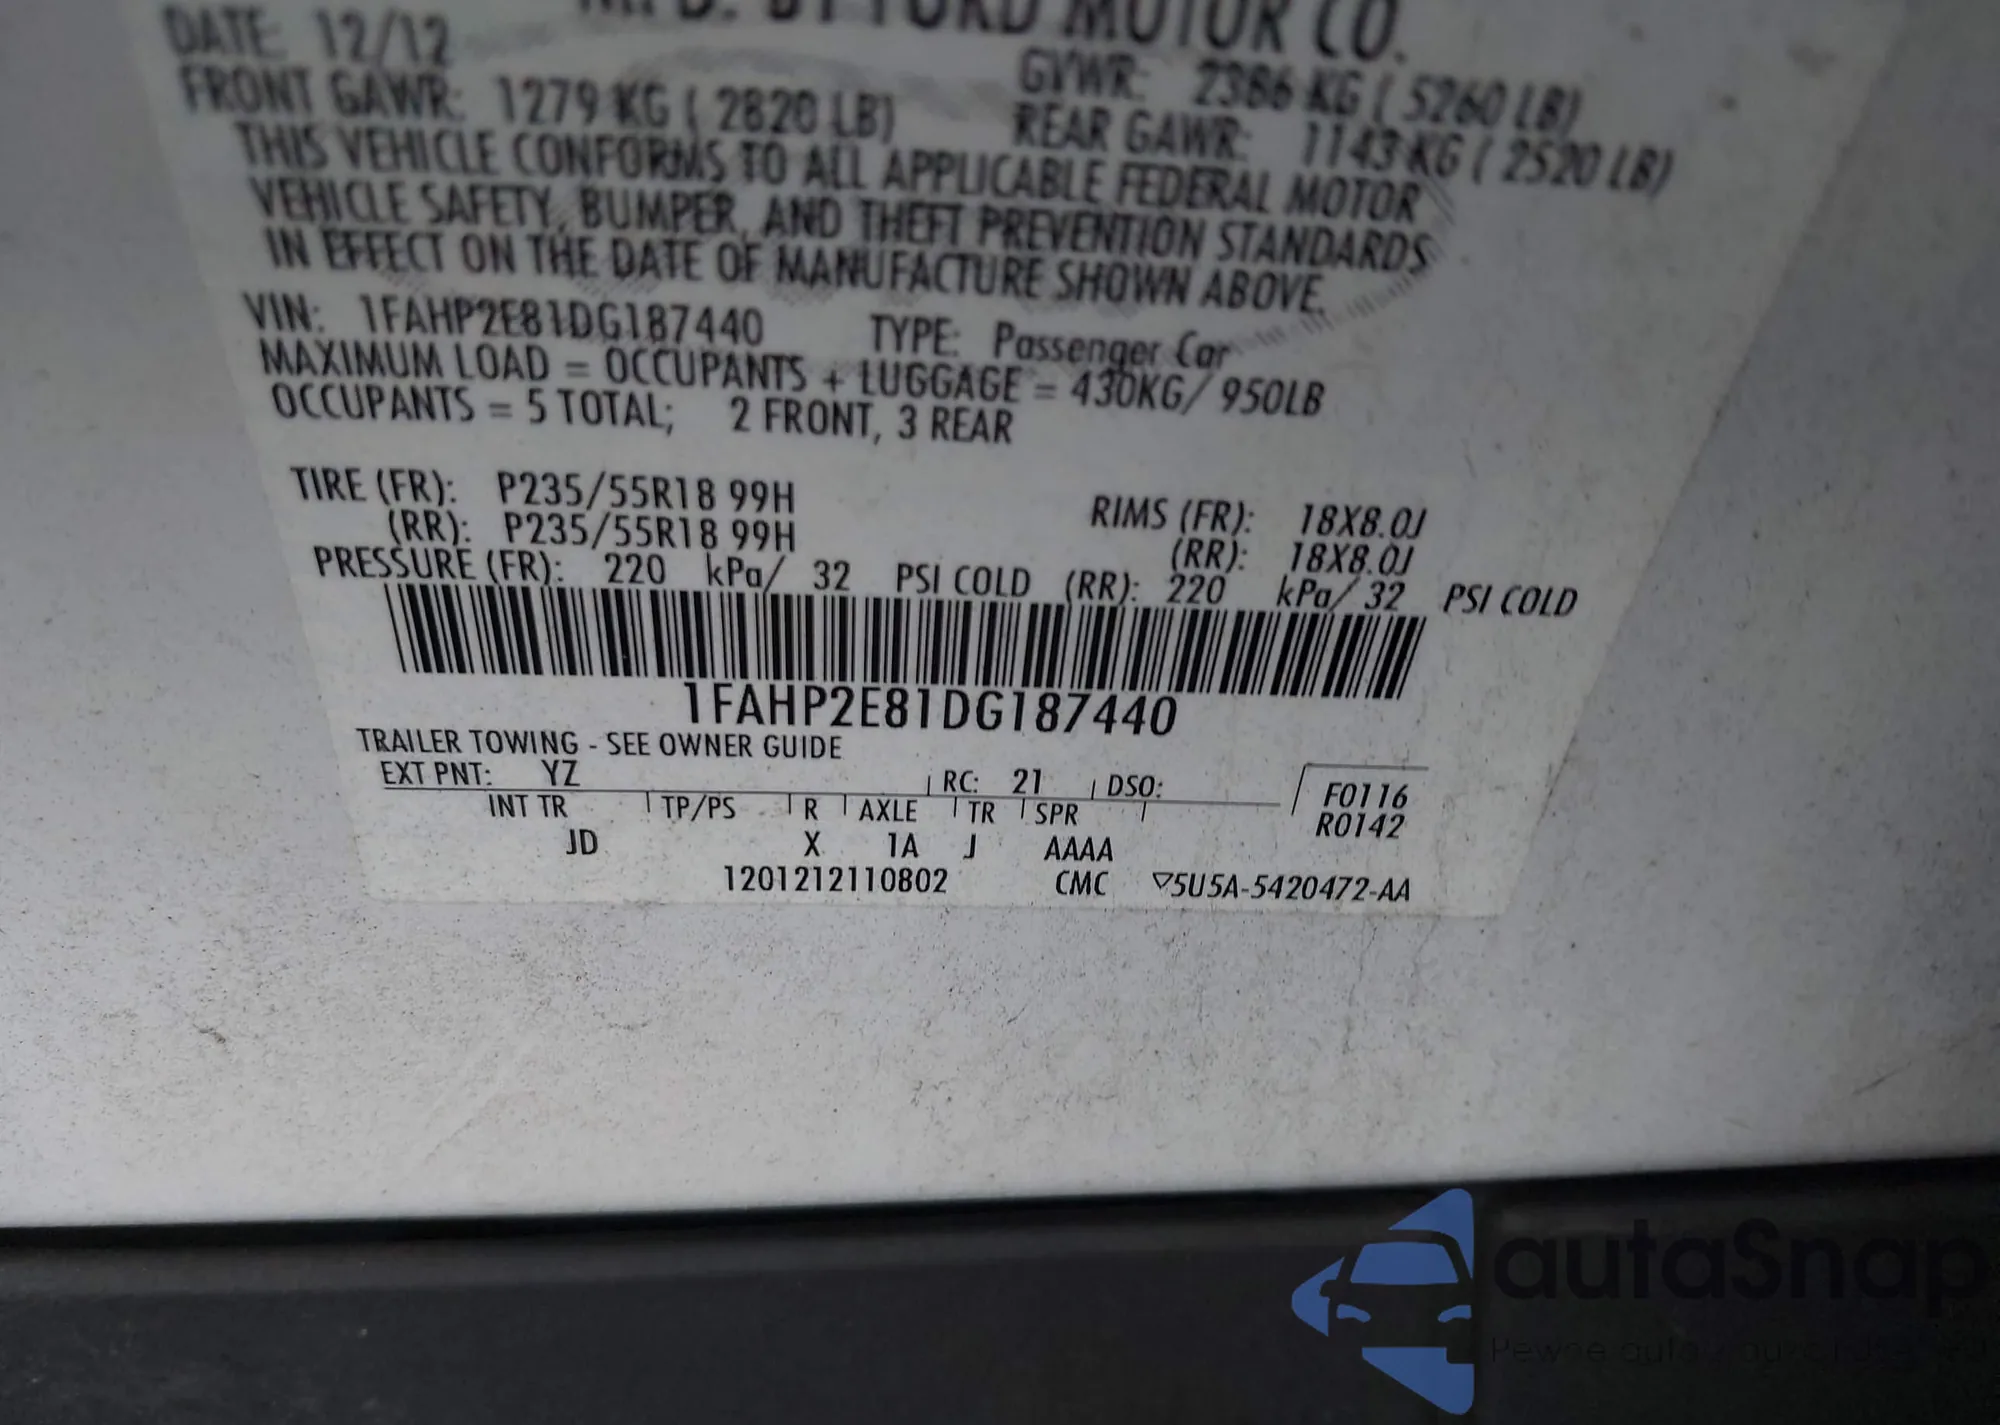 MFD. BY FORD MOTOR CO.
DATE: 12/12 GVWR: 2386 KG ( 5260 LB)
FRONT GAWR: 1279 KG ( 2820 LB) REAR GAWR: 1143 KG ( 2520 LB)
THIS VEHICLE CONFORMS TO ALL APPLICABLE FEDERAL MOTOR
VEHICLE SAFETY, BUMPER, AND THEFT PREVENTION STANDARDS
IN EFFECT ON THE DATE OF MANUFACTURE SHOWN ABOVE.
VIN: 1FAHP2E81DG187440 TYPE: Passenger Car
MAXIMUM LOAD = OCCUPANTS + LUGGAGE = 430KG/ 950LB
OCCUPANTS = 5 TOTAL; 2 FRONT, 3 REAR
TIRE (FR): P235/55R18 99H RIMS (FR): 18X8.0J
(RR): P235/55R18 99H (RR): 18X8.0J
PRESSURE (FR): 220 kPa/ 32 PSI COLD (RR): 220 kPa/ 32 PSI COLD
1FAHP2E81DG187440
TRAILER TOWING - SEE OWNER GUIDE
EXT PNT: YZ RC: 21 DSO: F0116
INT TR TP/PS R AXLE TR SPR R0142
JD X 1A J AAAA
1201212110802 CMC ▽5U5A-5420472-AA
autaSnap